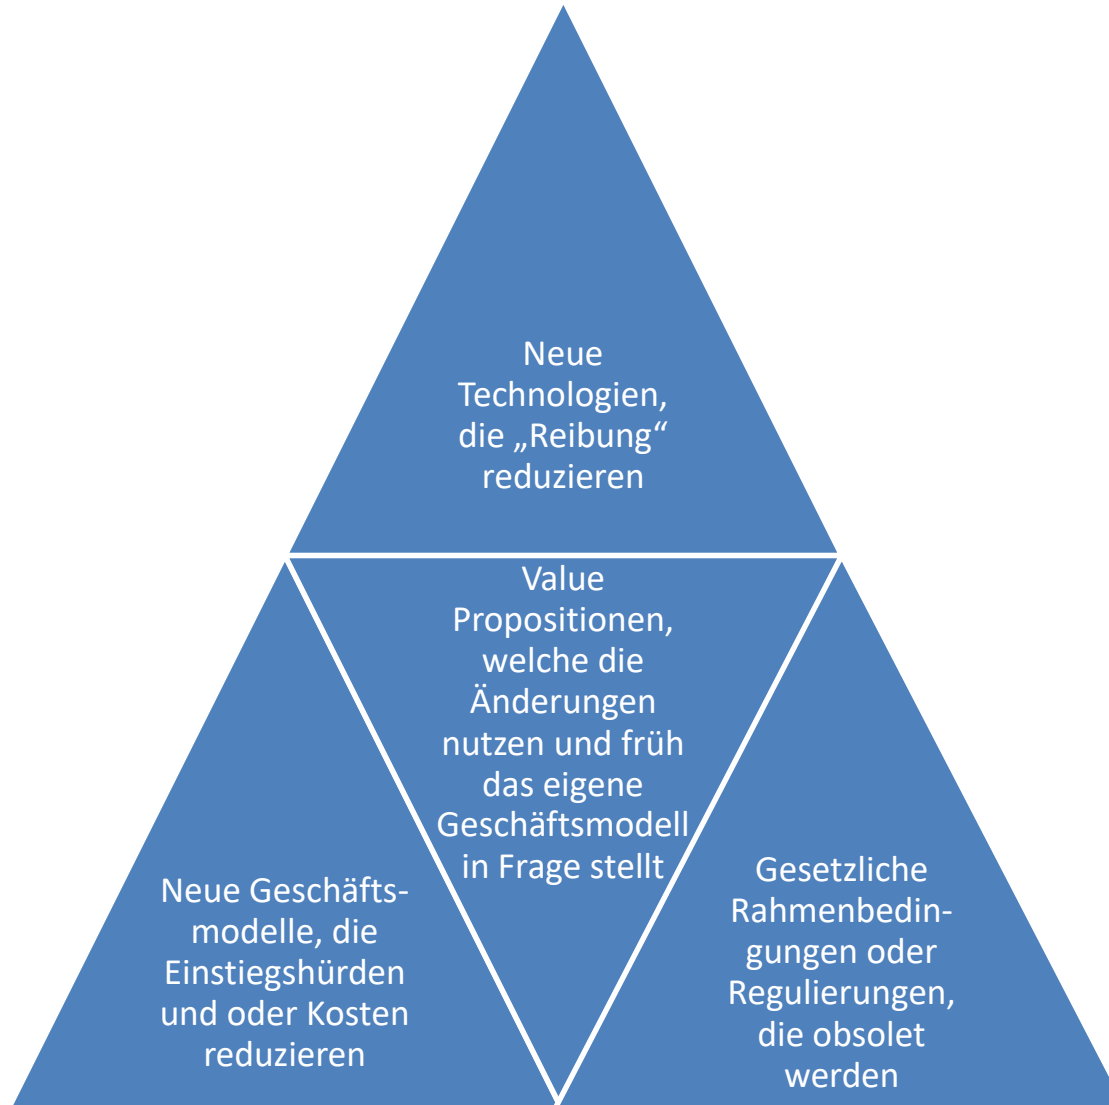 Neue
Technologien,
die „Reibung“
reduzieren
Value
Propositionen,
welche die
Änderungen
nutzen und früh
das eigene
Geschäftsmodell
in Frage stellt
Neue Geschäfts-
modelle, die
Einstiegshürden
und oder Kosten
reduzieren
Gesetzliche
Rahmenbedin-
gungen oder
Regulierungen,
die obsolet
werden